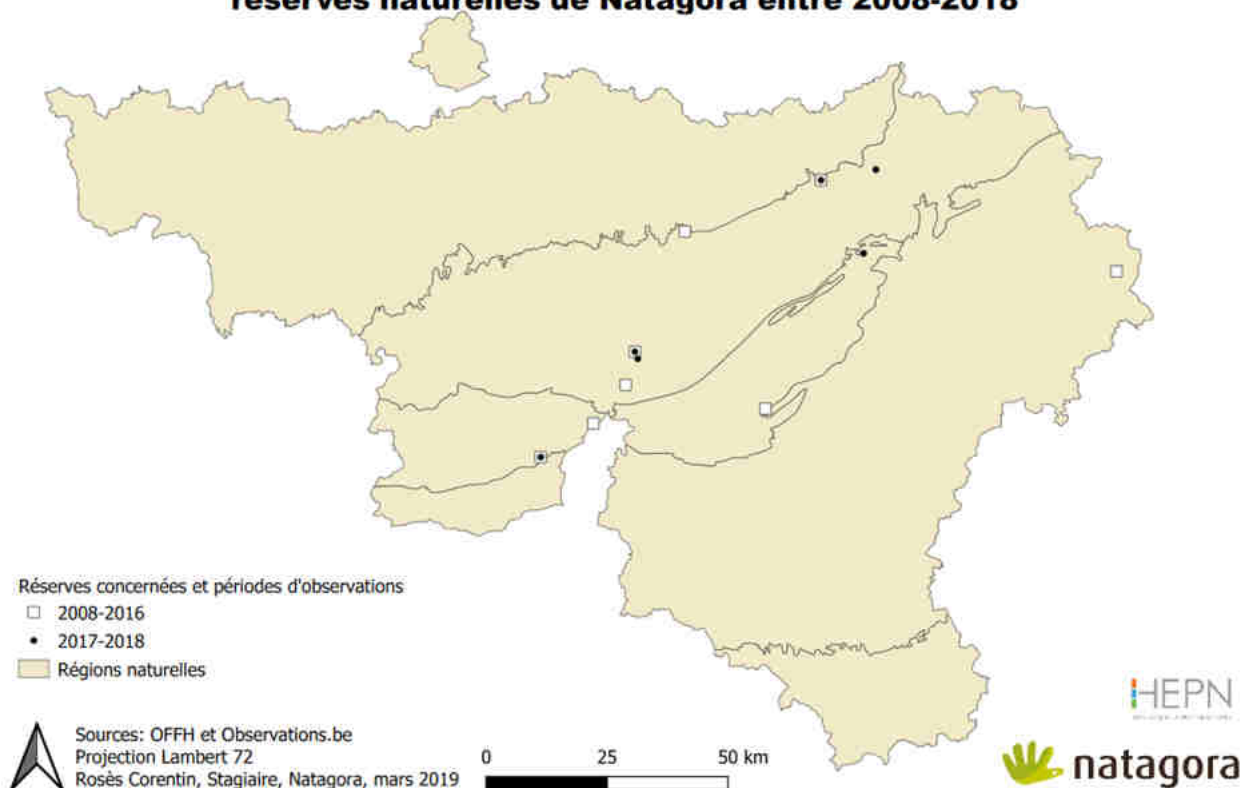 réserves naturelles de Natagora entre 2008-2018
Réserves concernées et périodes d'observations
2008-2016
2017-2018
Régions naturelles
Sources: OFFH et Observations.be
Projection Lambert 72
Rosès Corentin, Stagiaire, Natagora, mars 2019
0 25 50 km
HEPN
natagora